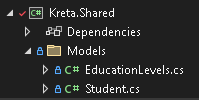 C# Kreta.Shared
Dependencies
Models
C# EducationLevels.cs
C# Student.cs